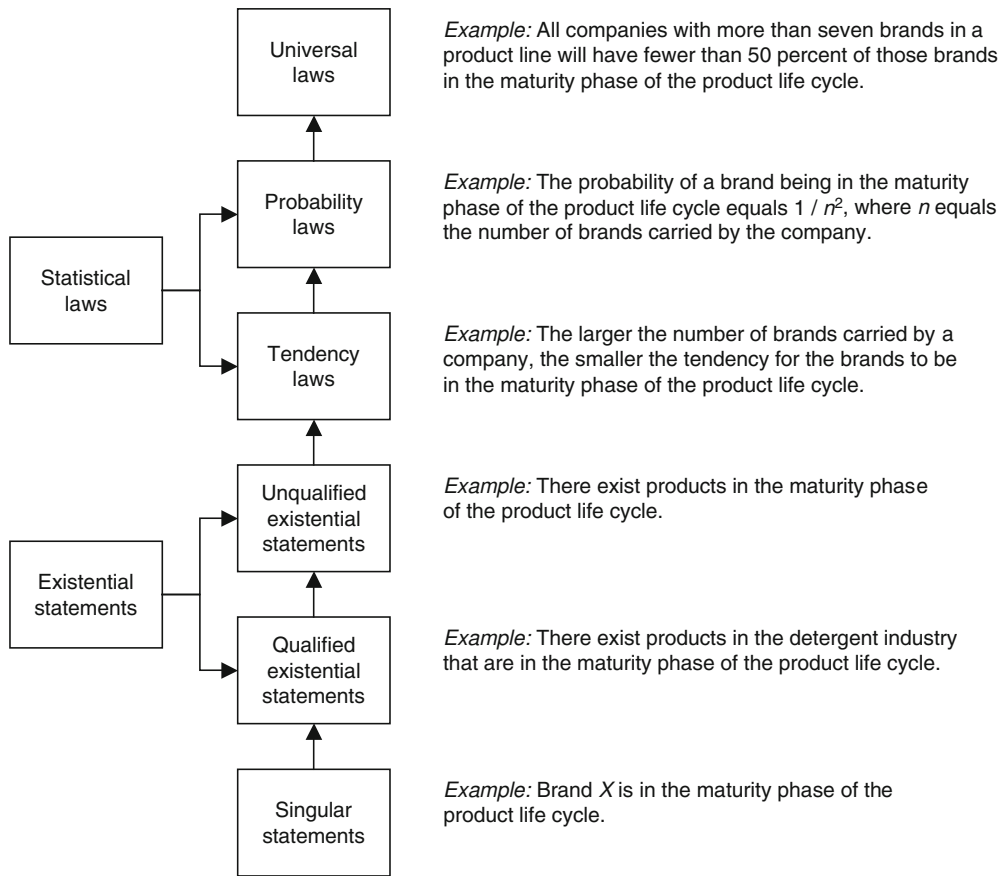 Universal
laws
Example: All companies with more than seven brands in a
product line will have fewer than 50 percent of those brands
in the maturity phase of the product life cycle.
Probability
laws
Example: The probability of a brand being in the maturity
phase of the product life cycle equals 1 / n², where n equals
the number of brands carried by the company.
Statistical
laws
Tendency
laws
Example: The larger the number of brands carried by a
company, the smaller the tendency for the brands to be
in the maturity phase of the product life cycle.
Unqualified
existential
statements
Example: There exist products in the maturity phase
of the product life cycle.
Existential
statements
Qualified
existential
statements
Example: There exist products in the detergent industry
that are in the maturity phase of the product life cycle.
Singular
statements
Example: Brand X is in the maturity phase of the
product life cycle.